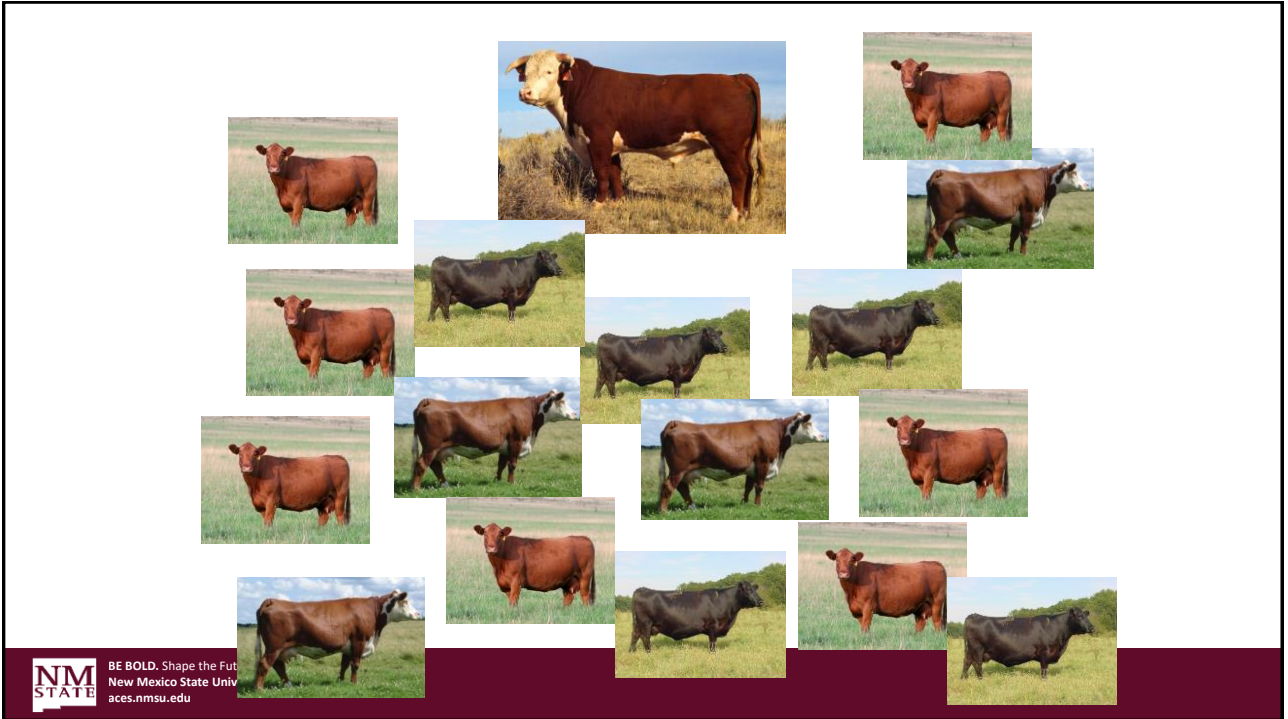 NM
STATE
BE BOLD. Shape the Fut
New Mexico State Univ
aces.nmsu.edu